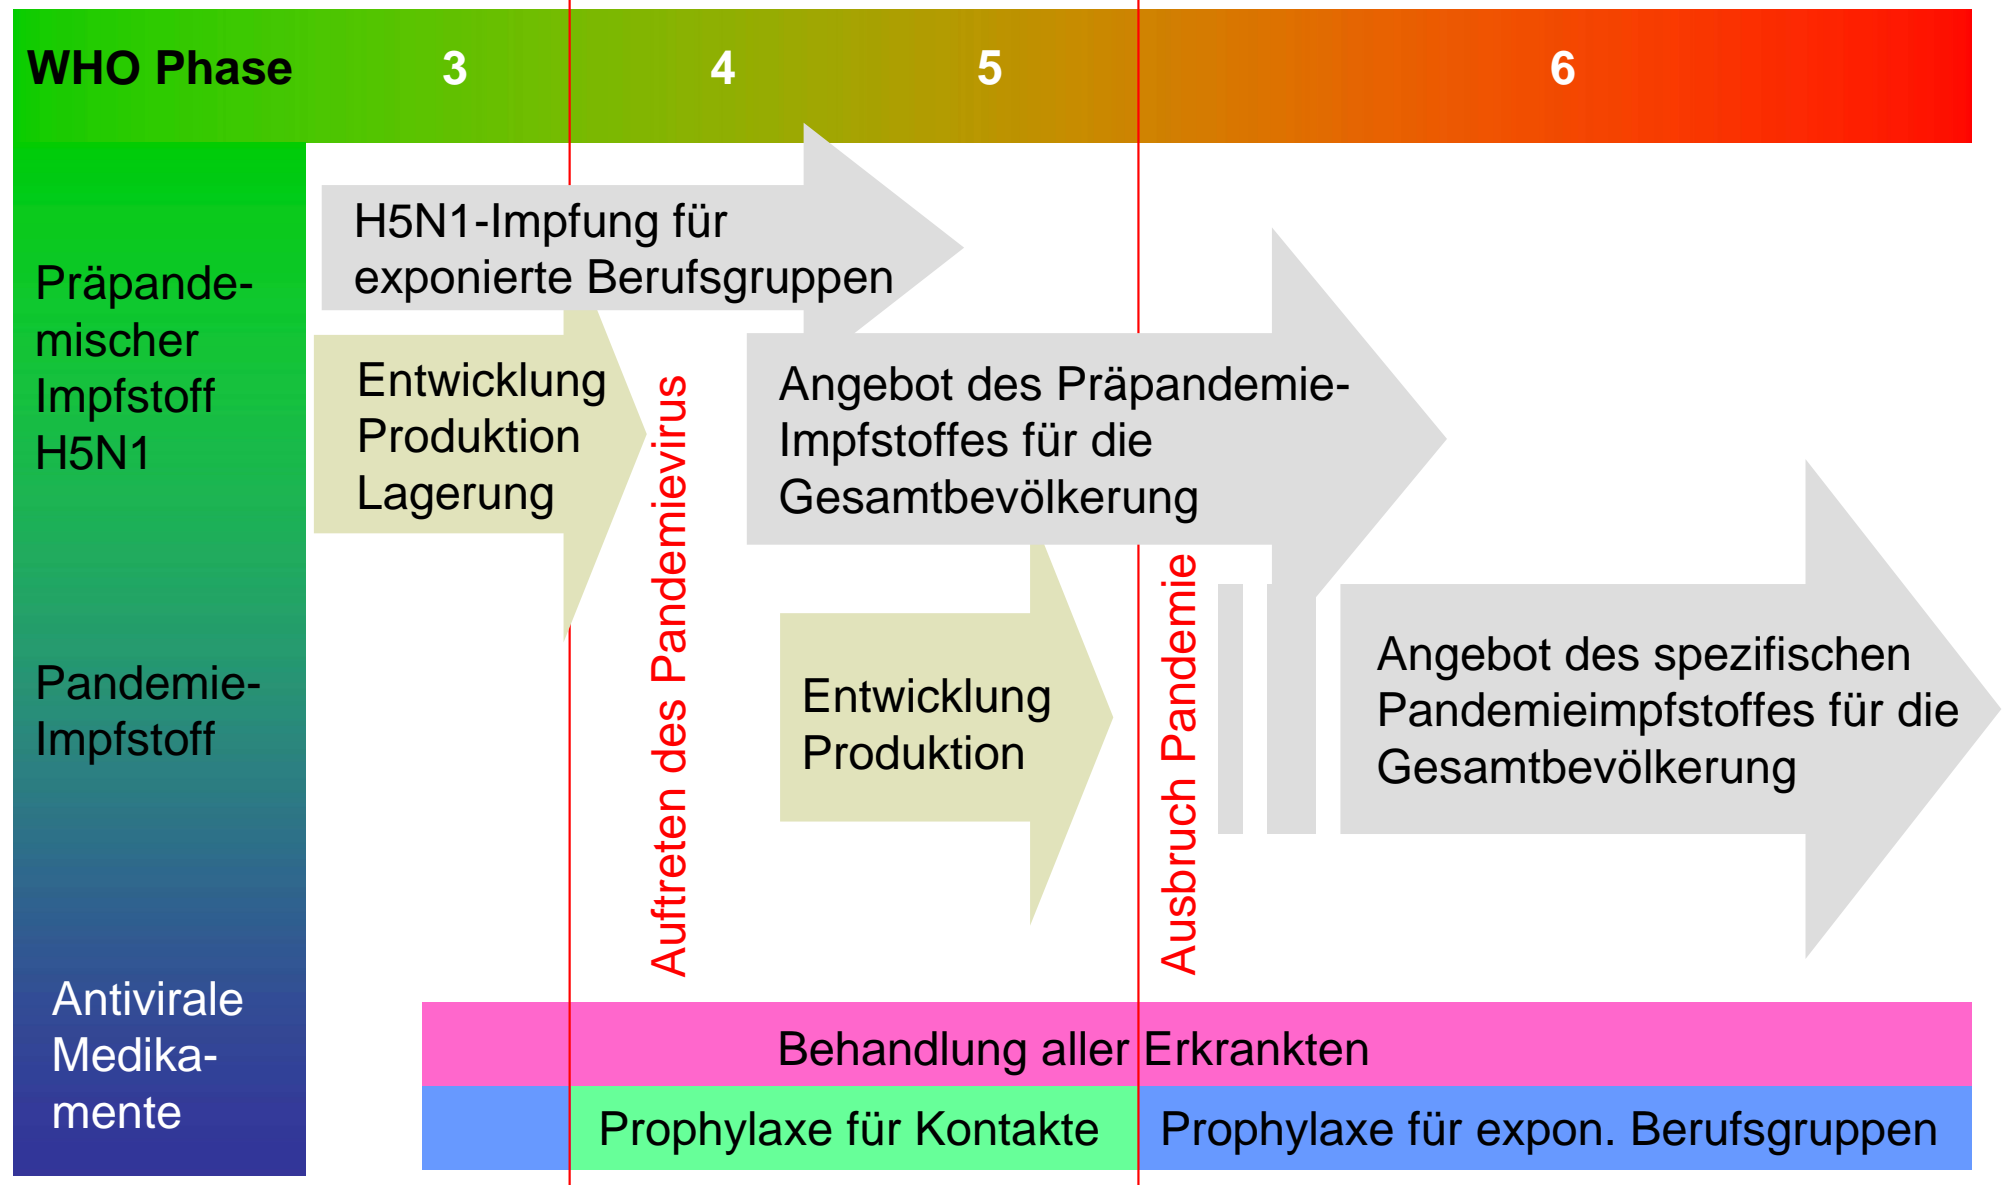 WHO Phase 3 4 5 6
Präpande-
mischer
Impfstoff
H5N1
H5N1-Impfung für
exponierte Berufsgruppen
Entwicklung
Produktion
Lagerung
Auftreten des Pandemievirus
Angebot des Präpandemie-
Impfstoffes für die
Gesamtbevölkerung
Pandemie-
Impfstoff
Entwicklung
Produktion
Ausbruch Pandemie
Angebot des spezifischen
Pandemieimpfstoffes für die
Gesamtbevölkerung
Antivirale
Medika-
mente
Behandlung aller Erkrankten
Prophylaxe für Kontakte
Prophylaxe für expon. Berufsgruppen